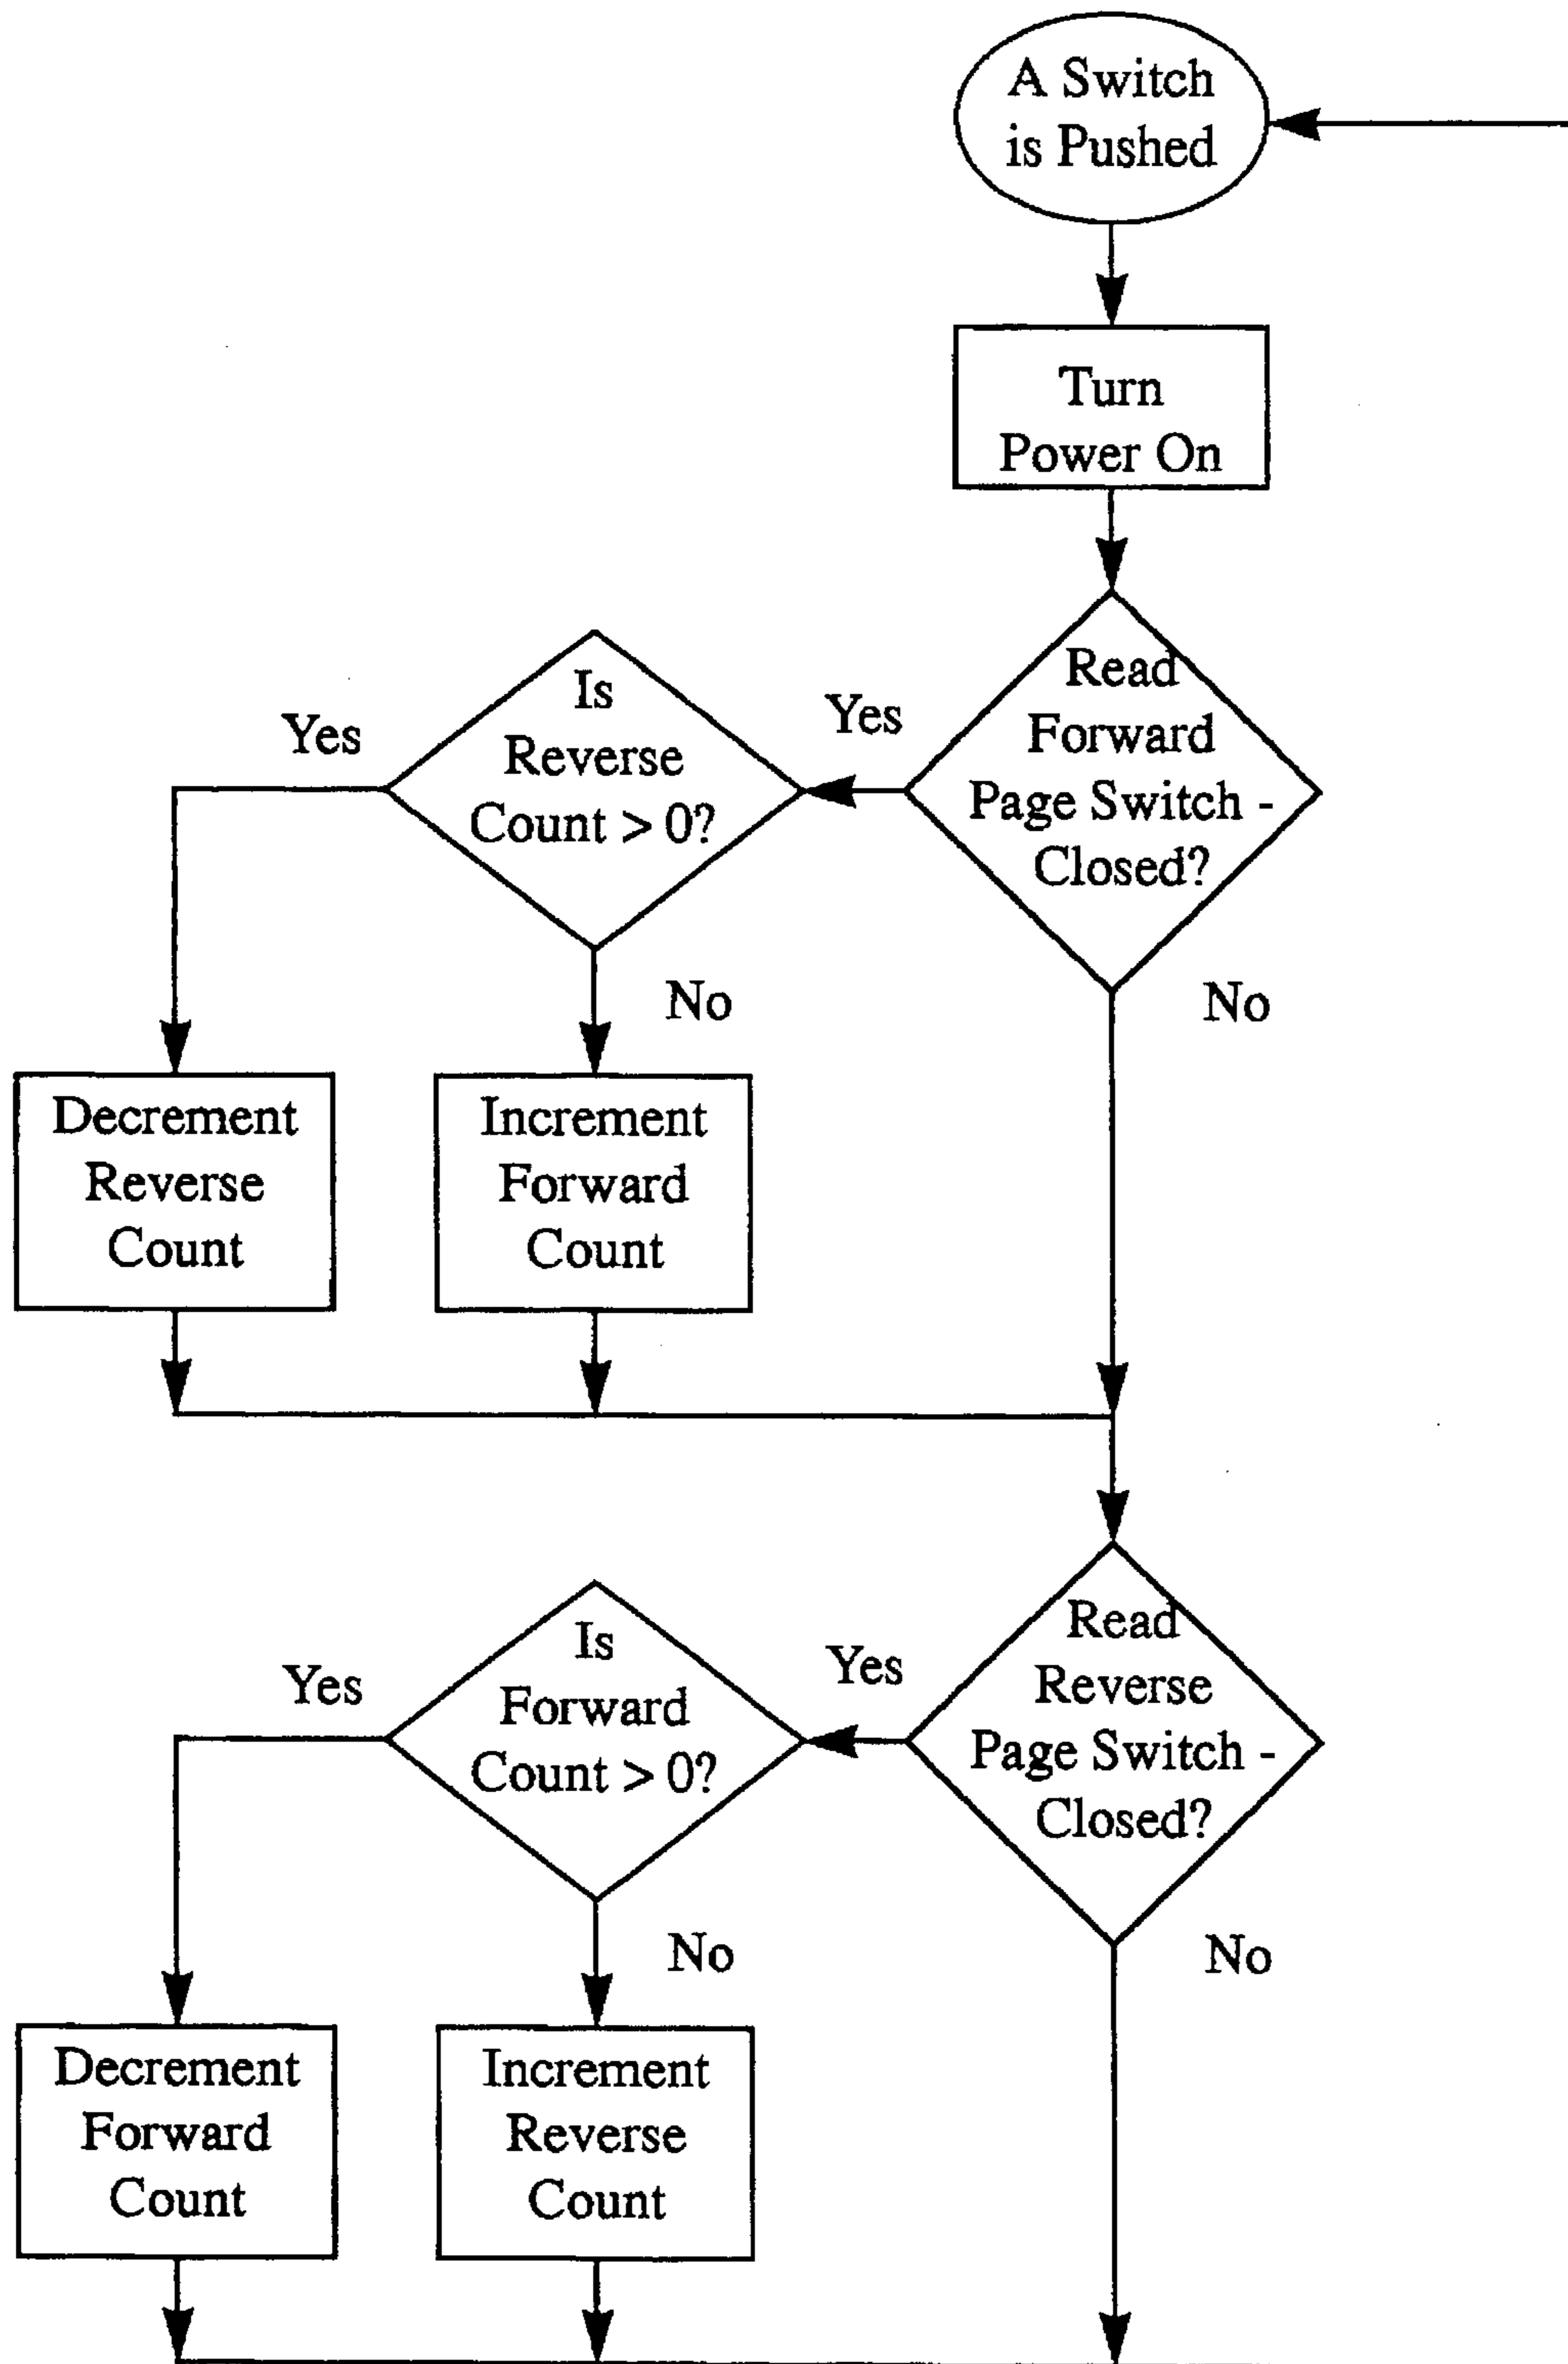 A Switch
is Pushed
Turn
Power On
Read
Forward
Page Switch -
Closed?
Yes
No
Is
Reverse
Count > 0?
Yes
No
Decrement
Reverse
Count
Increment
Forward
Count
Read
Reverse
Page Switch -
Closed?
Yes
No
Is
Forward
Count > 0?
Yes
No
Decrement
Forward
Count
Increment
Reverse
Count